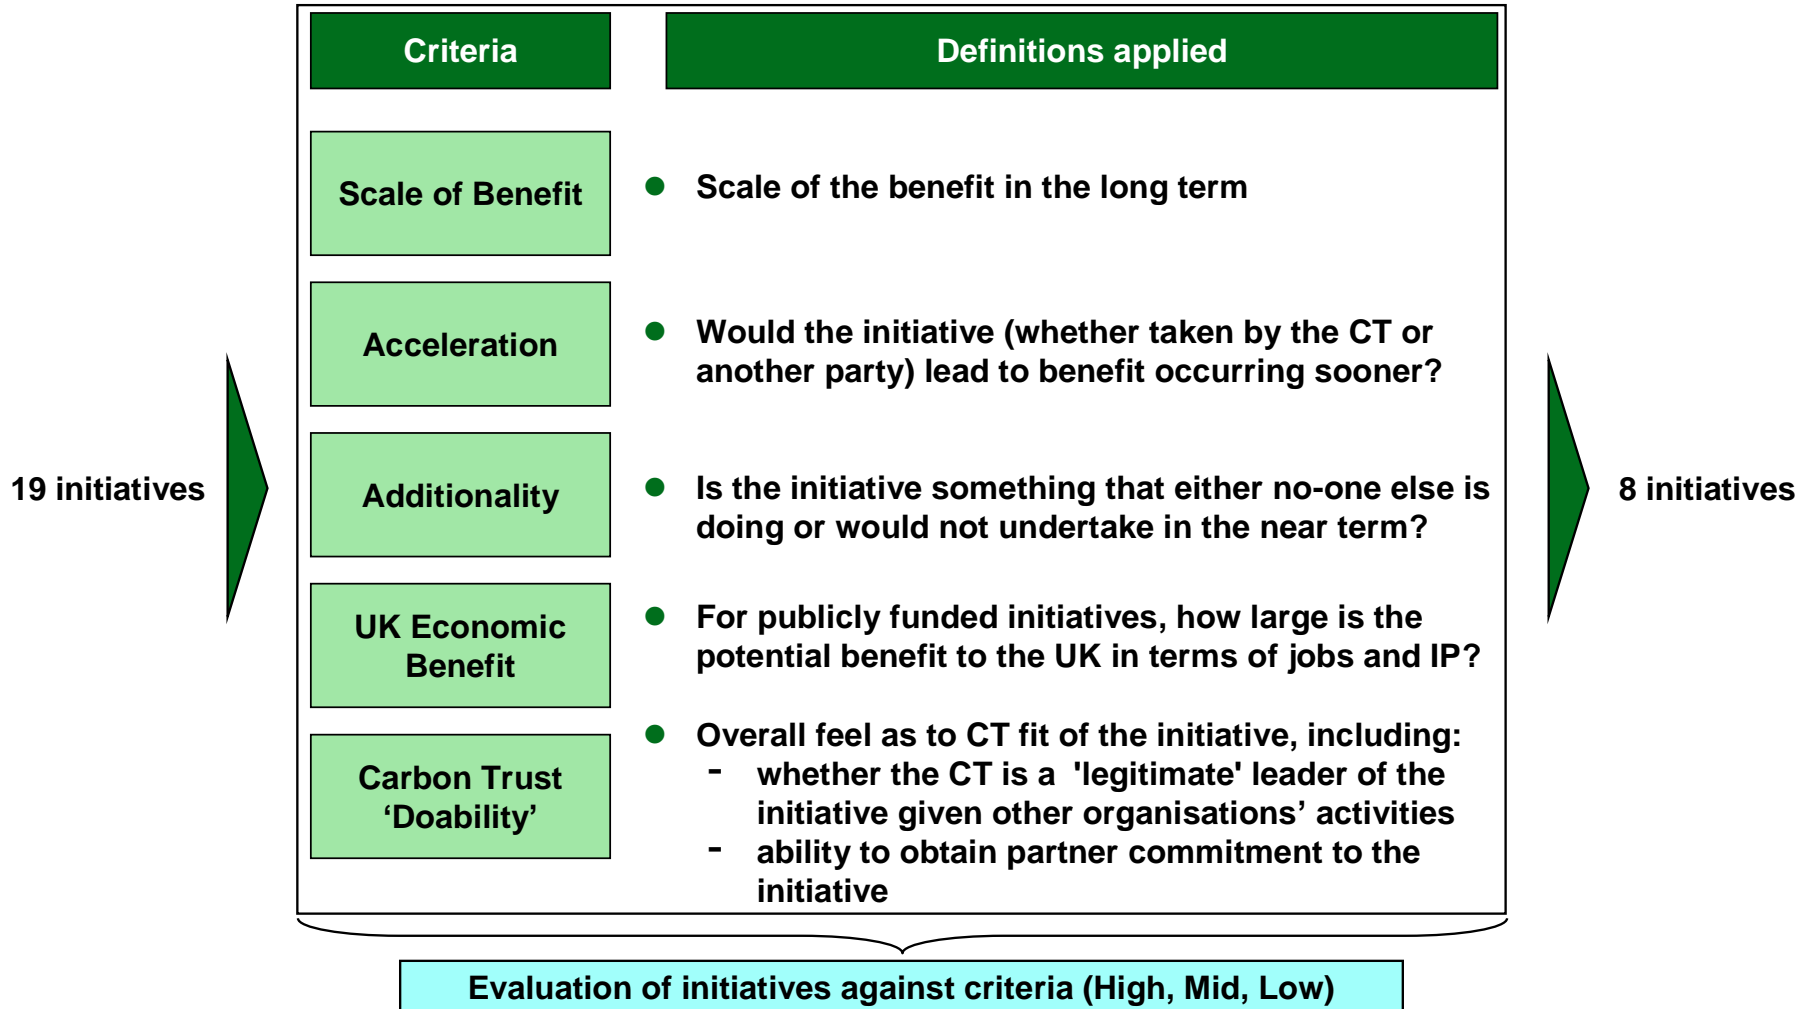 Criteria
Definitions applied
Scale of Benefit
● Scale of the benefit in the long term
Acceleration
● Would the initiative (whether taken by the CT or
another party) lead to benefit occurring sooner?
19 initiatives
Additionality
● Is the initiative something that either no-one else is
doing or would not undertake in the near term?
8 initiatives
UK Economic
Benefit
● For publicly funded initiatives, how large is the
potential benefit to the UK in terms of jobs and IP?
Carbon Trust
‘Doability’
● Overall feel as to CT fit of the initiative, including:
- whether the CT is a 'legitimate' leader of the
initiative given other organisations’ activities
- ability to obtain partner commitment to the
initiative
Evaluation of initiatives against criteria (High, Mid, Low)